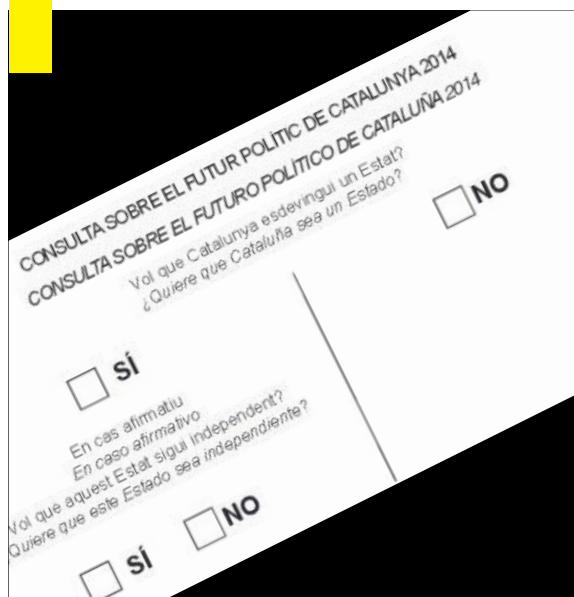 CONSULTA SOBRE EL FUTUR POLÍTIC DE CATALUNYA 2014
CONSULTA SOBRE EL FUTURO POLÍTICO DE CATALUÑA 2014
Vol que Catalunya esdevingui un Estat?
¿Quiere que Cataluña sea un Estado?
NO
SÍ
En cas afirmatiu
En caso afirmativo
Vol que aquest Estat sigui independent?
Quiere que este Estado sea independiente?
SÍ
NO